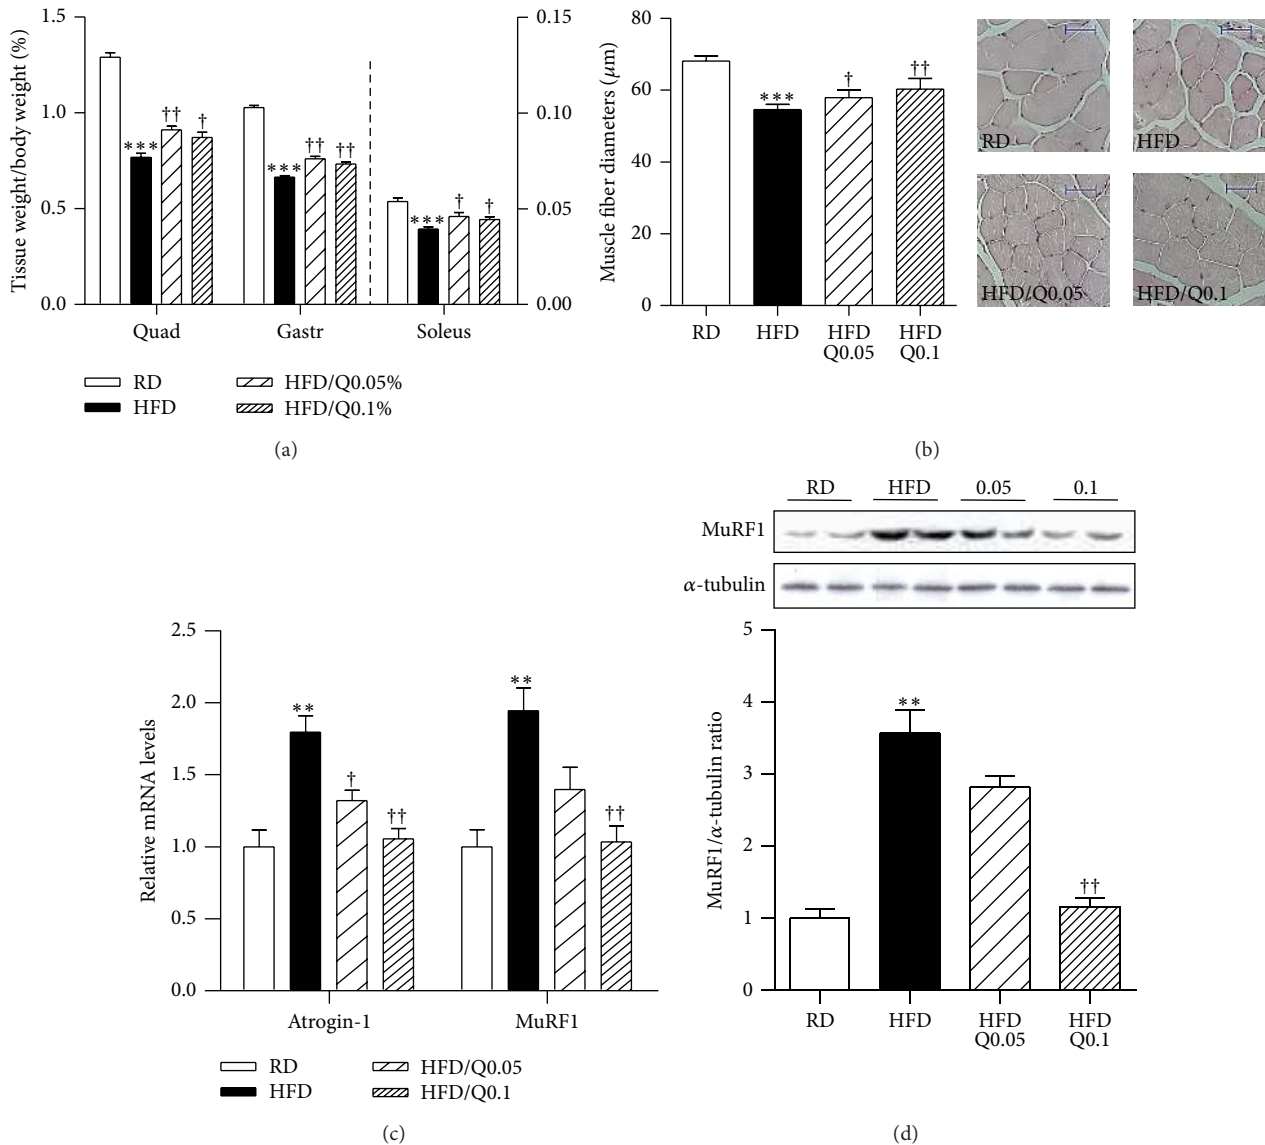 1.5
1.0
0.5
0.0
Tissue weight/body weight (%)
0.15
0.10
0.05
0.00
***
††
†
***
††
††
***
†
†
Quad
Gastr
Soleus
RD
HFD
HFD/Q0.05%
HFD/Q0.1%
(a)
80
60
40
20
0
Muscle fiber diameters (μm)
***
†
††
RD
HFD
HFD
Q0.05
HFD
Q0.1
RD
HFD
HFD/Q0.05
HFD/Q0.1
(b)
2.5
2.0
1.5
1.0
0.5
0.0
Relative mRNA levels
**
†
††
**
††
Atrogin-1
MuRF1
RD
HFD
HFD/Q0.05
HFD/Q0.1
(c)
RD
HFD
0.05
0.1
MuRF1
α-tubulin
5
4
3
2
1
0
MuRF1/α-tubulin ratio
**
††
RD
HFD
HFD
Q0.05
HFD
Q0.1
(d)